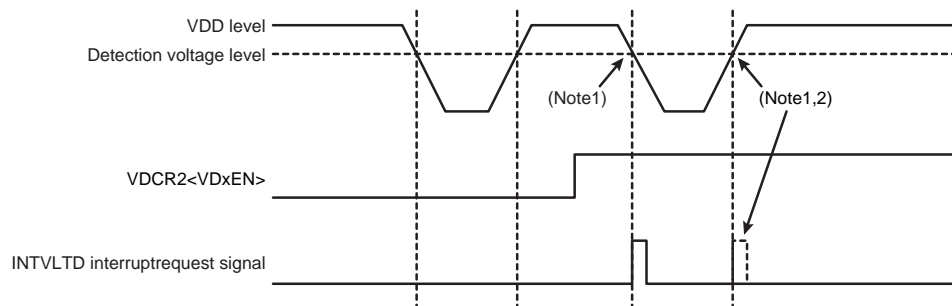 VDD level
Detection voltage level
(Note1)
(Note1,2)
VDCR2<VDxEN>
INTVLTD interruptrequest signal